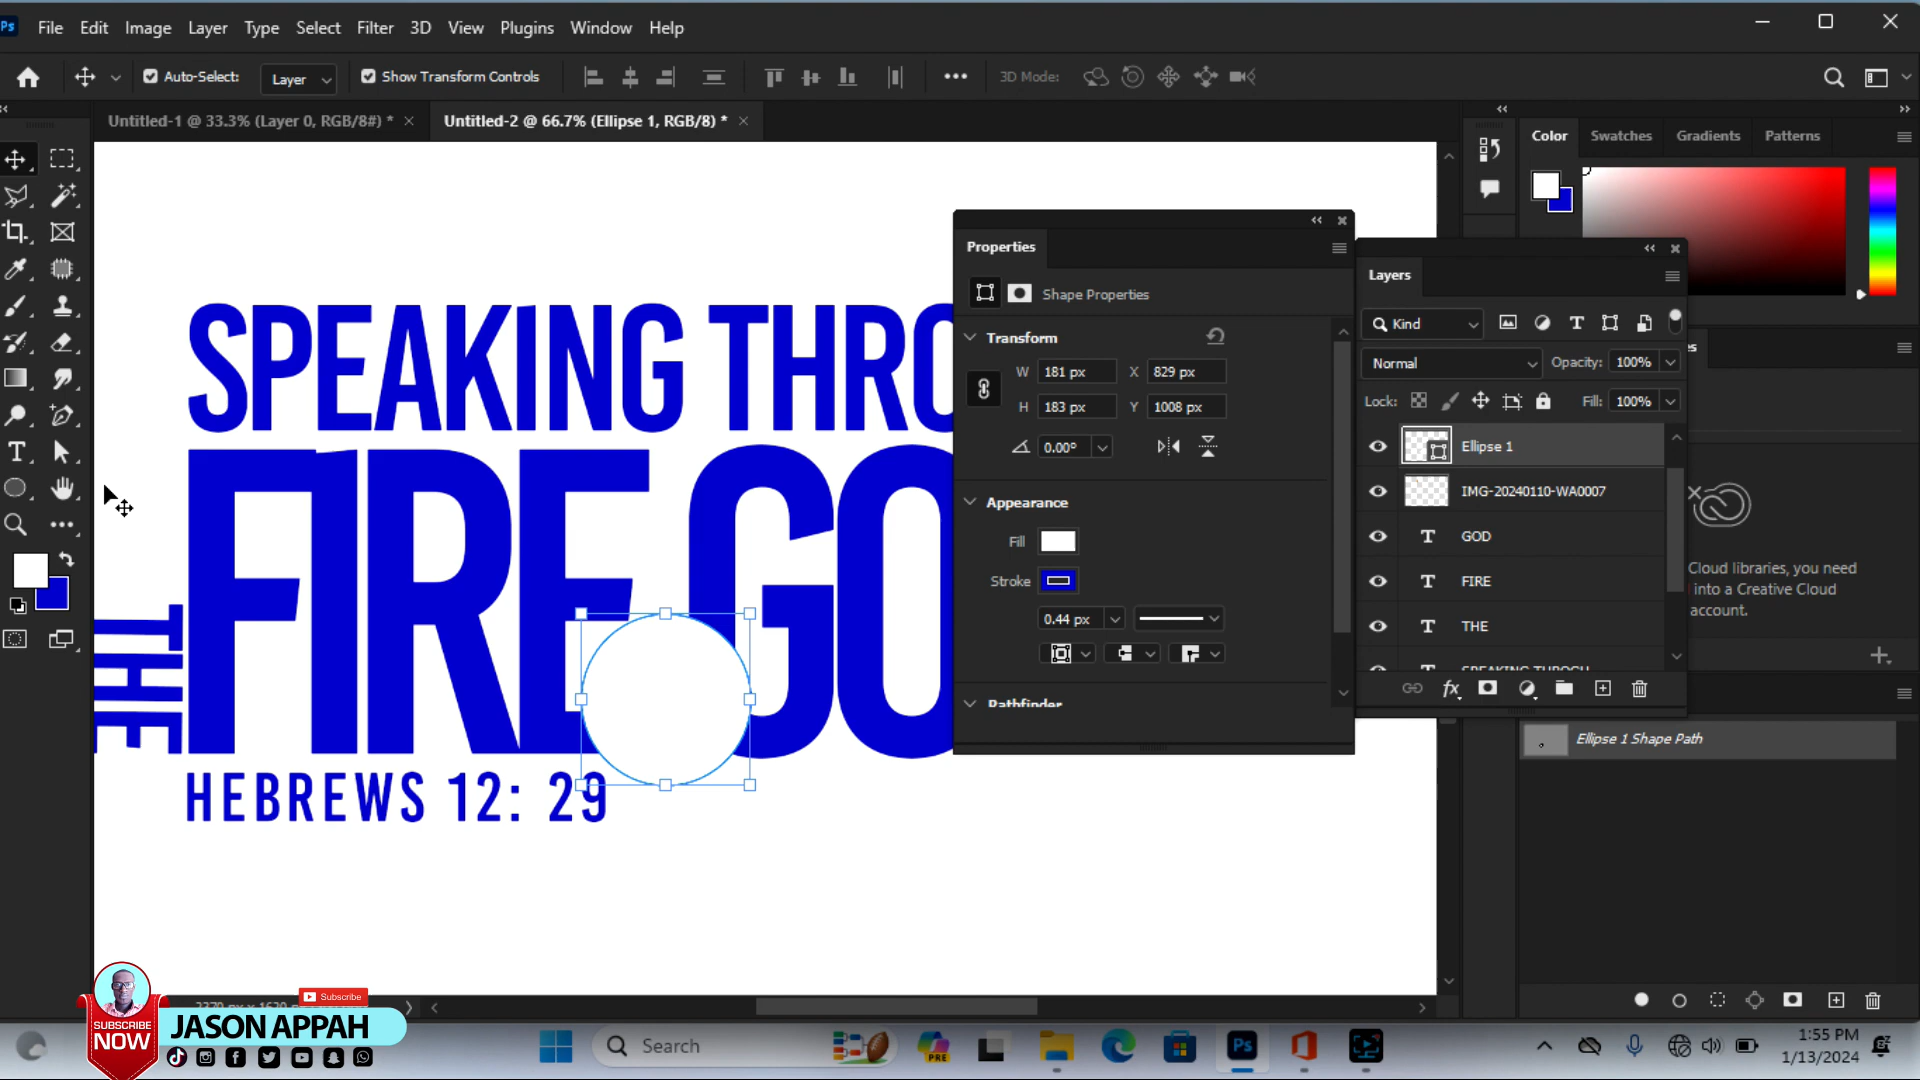 Ps File Edit Image Layer Type Select Filter 3D View Plugins Window Help
Auto-Select: Layer Show Transform Controls 3D Mode:
Untitled-1 @ 33.3% (Layer 0, RGB/8#) * Untitled-2 @ 66.7% (Ellipse 1, RGB/8) *
Color Swatches Gradients Patterns
SPEAKING THRO
FIRE GO
THE
HEBREWS 12: 29
Properties
Shape Properties
Transform
W 181 px X 829 px
H 183 px Y 1008 px
0.00°
Appearance
Fill
Stroke
0.44 px
Pathfinder
Layers
Kind
Normal Opacity: 100%
Lock: Fill: 100%
Ellipse 1
IMG-20240110-WA0007
GOD
FIRE
THE
SPEAKING THROGH
Cloud libraries, you need
into a Creative Cloud
account.
Ellipse 1 Shape Path
Subscribe
SUBSCRIBE
NOW
JASON APPAH
Search
PRE
Ps
1:55 PM
1/13/2024